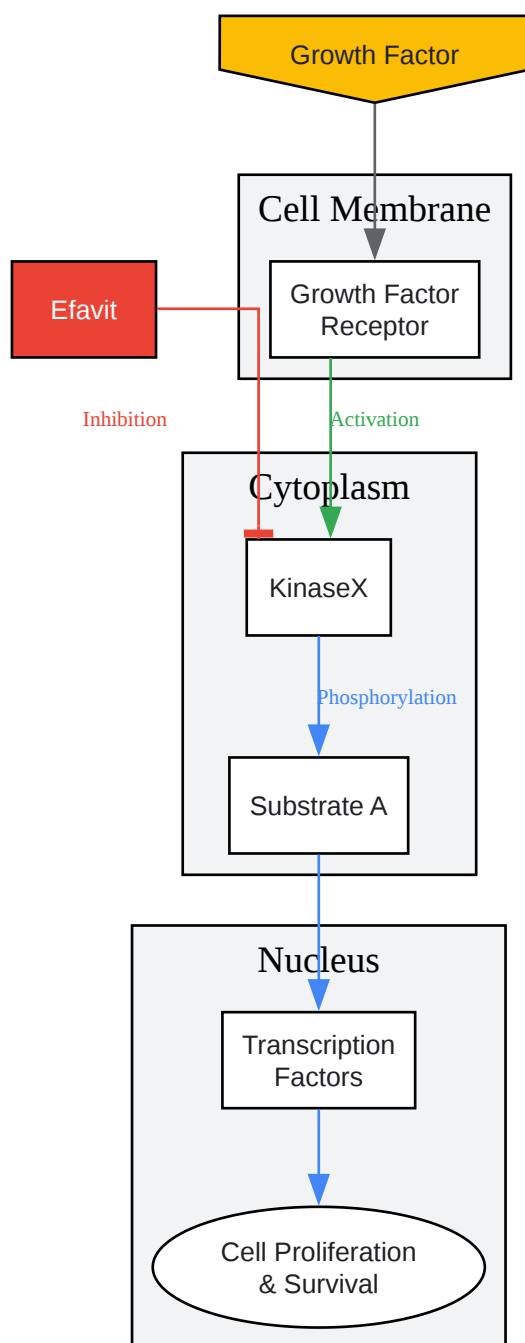 Growth Factor
Cell Membrane
Efavit
Growth Factor
Receptor
Inhibition
Activation
Cytoplasm
KinaseX
Phosphorylation
Substrate A
Nucleus
Transcription
Factors
Cell Proliferation
& Survival